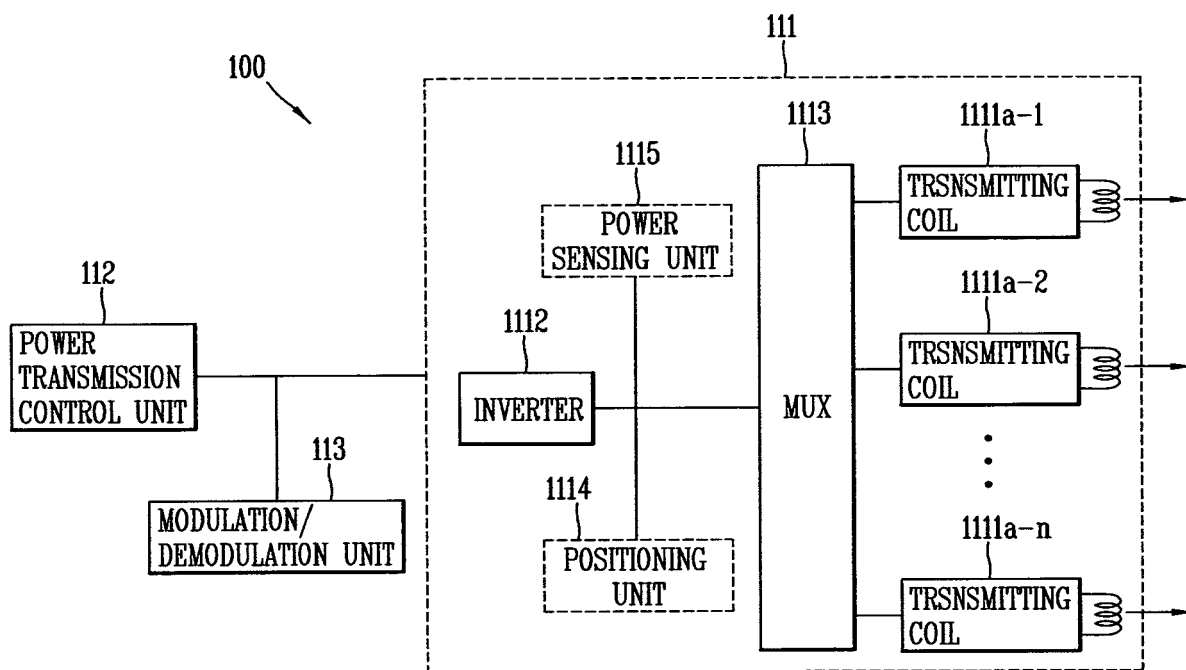 111
100
1113
1111a-1
1115
TRSNSMITTING
COIL
POWER
SENSING UNIT
112
1112
1111a-2
POWER
TRANSMISSION
CONTROL UNIT
TRSNSMITTING
COIL
INVERTER
MUX
113
1114
MODULATION/
DEMODULATION UNIT
POSITIONING
UNIT
1111a-n
TRSNSMITTING
COIL